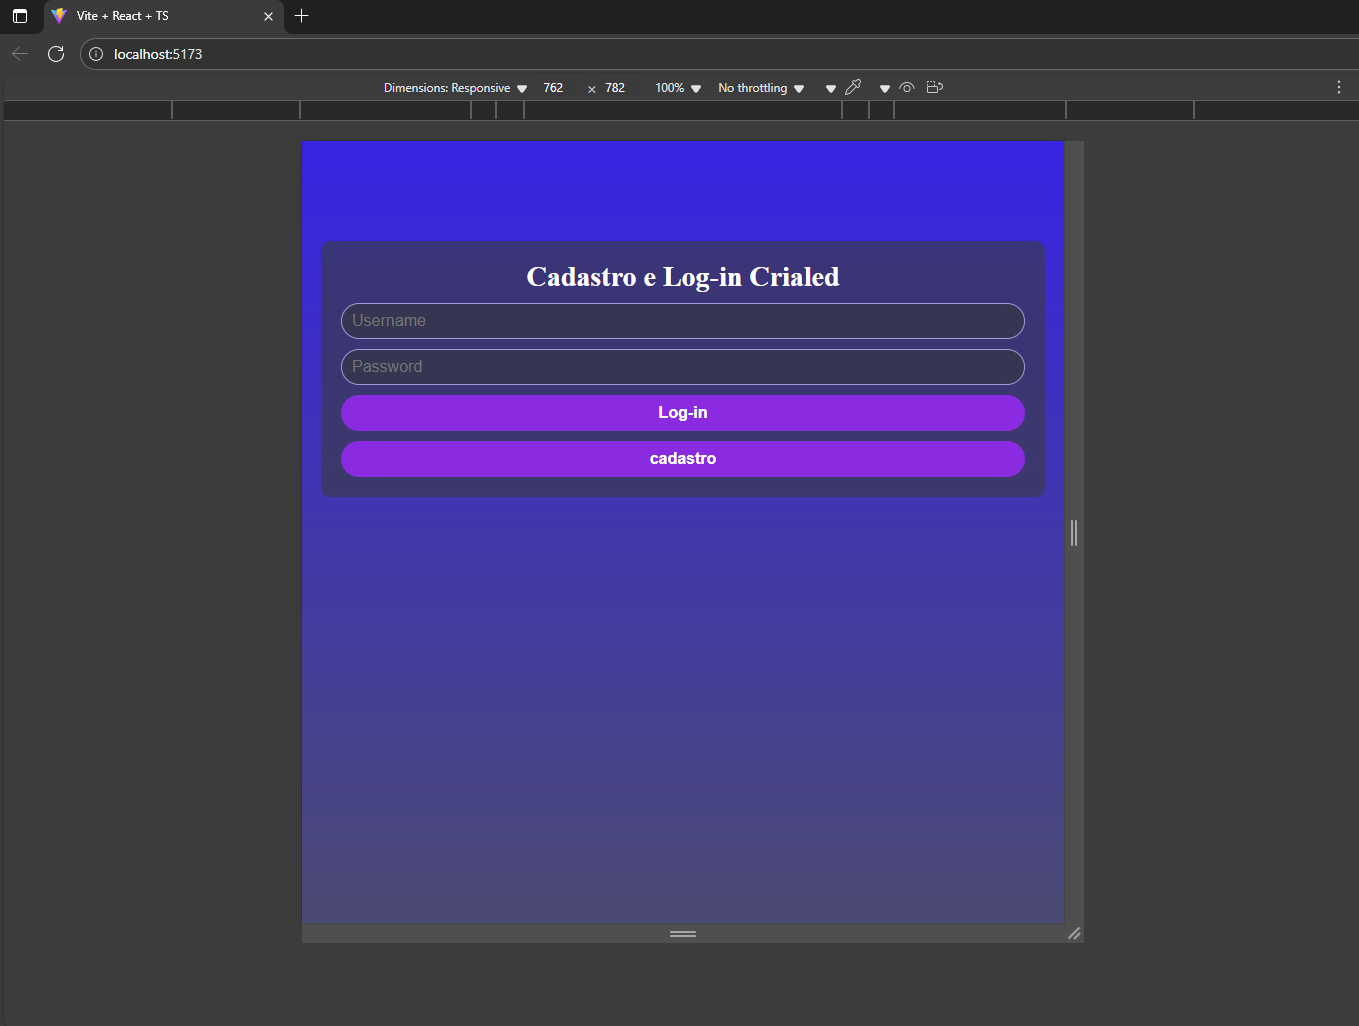 Vite + React + TS
localhost:5173
Dimensions: Responsive 762 × 782 100% No throttling
Cadastro e Log-in Crialed
Username
Password
Log-in
cadastro